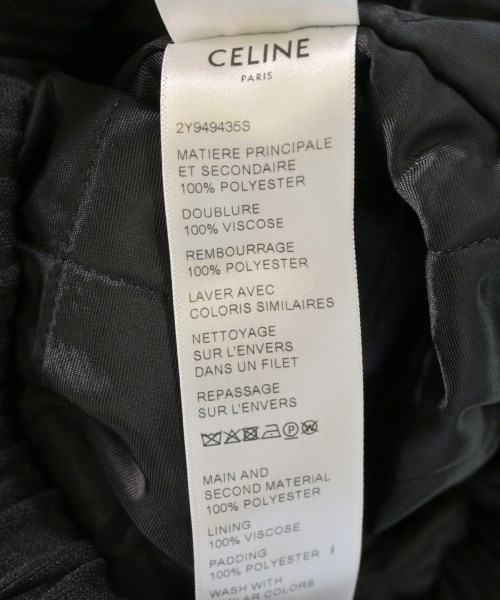 CELINE
PARIS
2Y949435S
MATIERE PRINCIPALE
ET SECONDAIRE
100% POLYESTER
DOUBLURE
100% VISCOSE
REMBOURRAGE
100% POLYESTER
LAVER AVEC
COLORIS SIMILAIRES
NETTOYAGE
SUR L'ENVERS
DANS UN FILET
REPASSAGE
SUR L'ENVERS
P
MAIN AND
SECOND MATERIAL
100% POLYESTER
LINING
100% VISCOSE
PADDING
100% POLYESTER
WASH WITH
COLORS